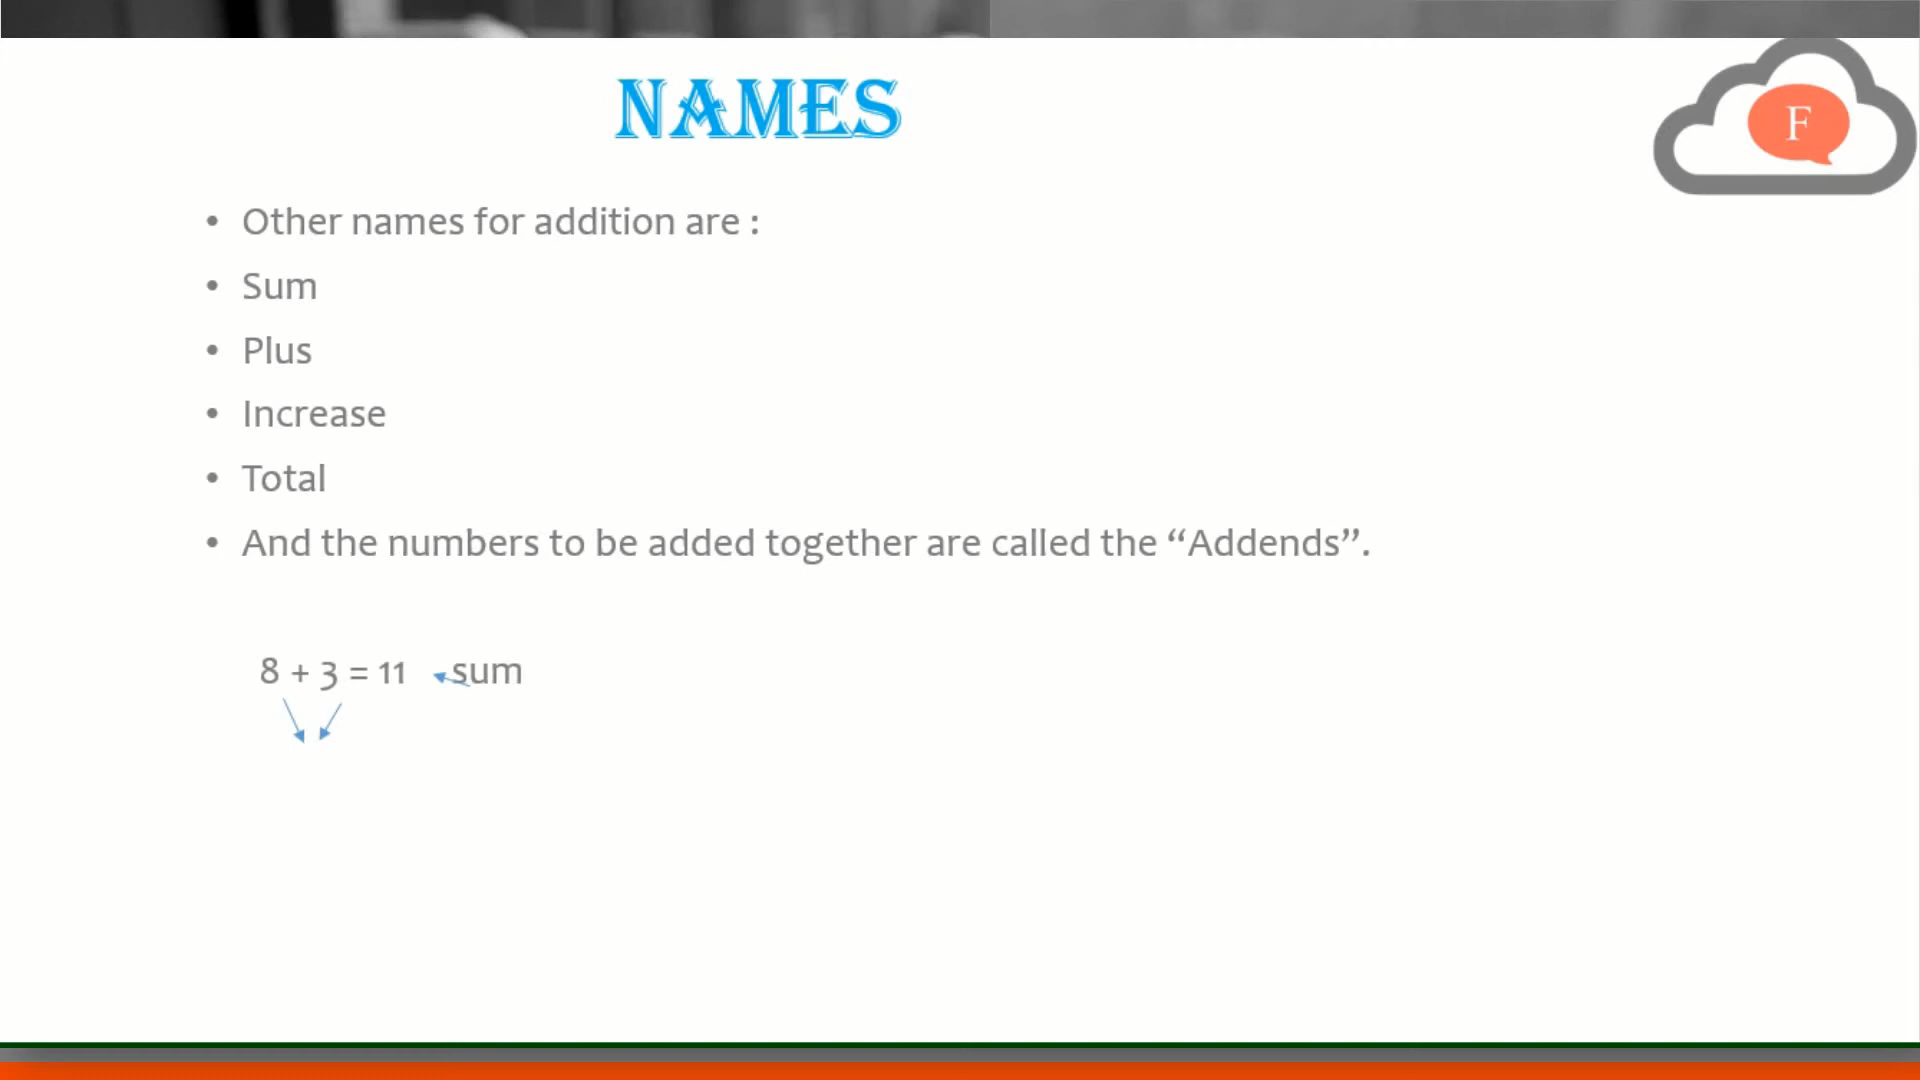 NAMES
F
• Other names for addition are :
• Sum
• Plus
• Increase
• Total
• And the numbers to be added together are called the “Addends”.
8 + 3 = 11 sum